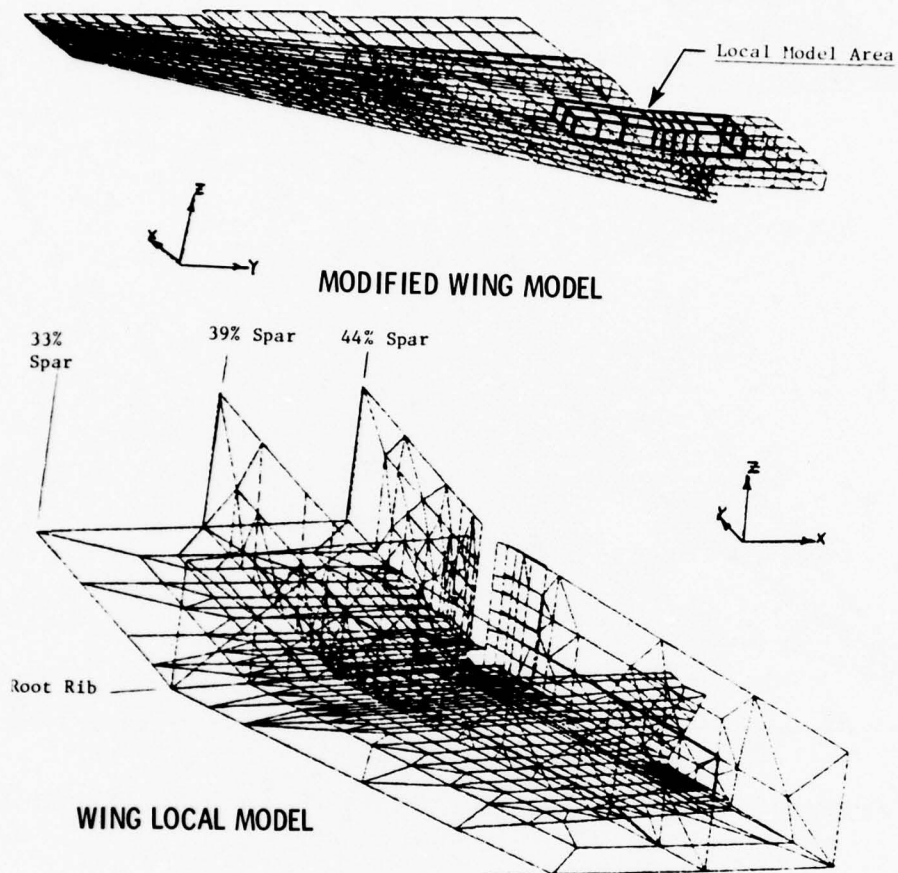 Local Model Area
Z
X
Y
MODIFIED WING MODEL
33%
Spar
39% Spar
44% Spar
Z
Y
X
Root Rib
WING LOCAL MODEL